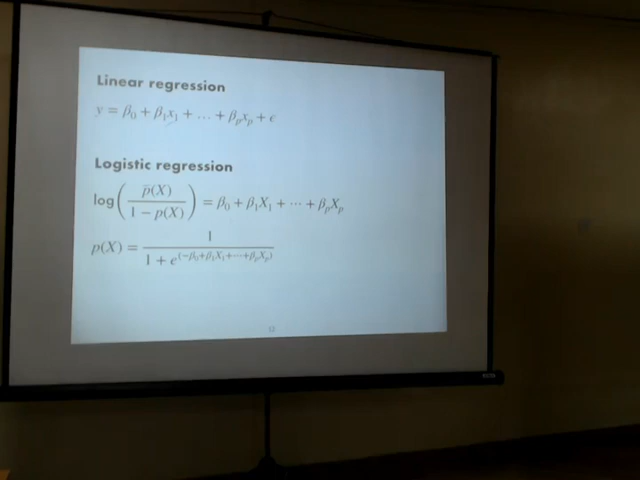 Linear regression
y = β₀ + β₁x₁ + … + βₚxₚ + ϵ
Logistic regression
log(p(X) / 1 − p(X)) = β₀ + β₁X₁ + ⋯ + βₚXₚ
p(X) = 1 / 1 + e^(−β₀+β₁X₁+⋯+βₚXₚ)